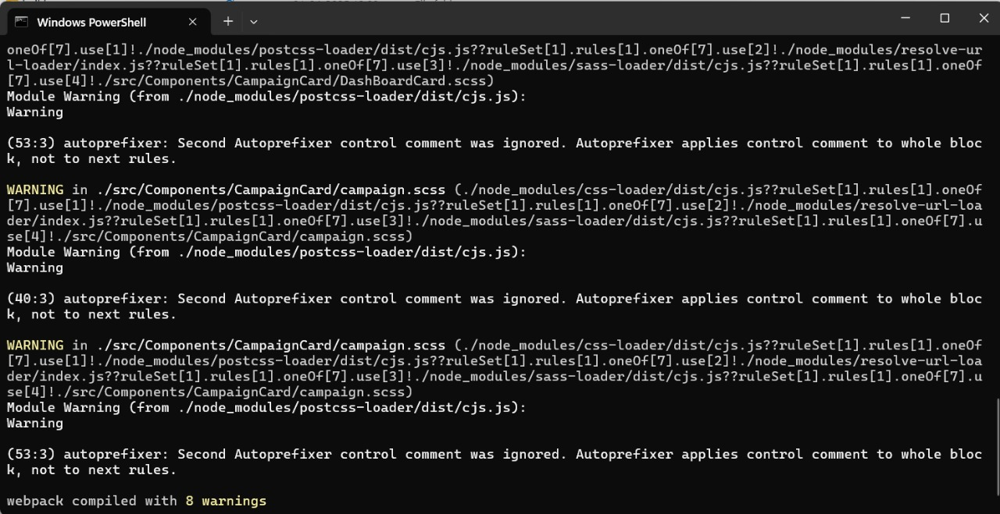 Windows PowerShell
oneOf[7].use[1]!./node_modules/postcss-loader/dist/cjs.js??ruleSet[1].rules[1].oneOf[7].use[2]!./node_modules/resolve-ur
l-loader/index.js??ruleSet[1].rules[1].oneOf[7].use[3]!./node_modules/sass-loader/dist/cjs.js??ruleSet[1].rules[1].oneOf
[7].use[4]!./src/Components/CampaignCard/DashBoardCard.scss)
Module Warning (from ./node_modules/postcss-loader/dist/cjs.js):
Warning
(53:3) autoprefixer: Second Autoprefixer control comment was ignored. Autoprefixer applies control comment to whole bloc
k, not to next rules.
WARNING in ./src/Components/CampaignCard/campaign.scss (./node_modules/css-loader/dist/cjs.js??ruleSet[1].rules[1].oneOf
[7].use[1]!./node_modules/postcss-loader/dist/cjs.js??ruleSet[1].rules[1].oneOf[7].use[2]!./node_modules/resolve-url-loa
der/index.js??ruleSet[1].rules[1].oneOf[7].use[3]!./node_modules/sass-loader/dist/cjs.js??ruleSet[1].rules[1].oneOf[7].u
se[4]!./src/Components/CampaignCard/campaign.scss)
Module Warning (from ./node_modules/postcss-loader/dist/cjs.js):
Warning
(40:3) autoprefixer: Second Autoprefixer control comment was ignored. Autoprefixer applies control comment to whole bloc
k, not to next rules.
WARNING in ./src/Components/CampaignCard/campaign.scss (./node_modules/css-loader/dist/cjs.js??ruleSet[1].rules[1].oneOf
[7].use[1]!./node_modules/postcss-loader/dist/cjs.js??ruleSet[1].rules[1].oneOf[7].use[2]!./node_modules/resolve-url-loa
der/index.js??ruleSet[1].rules[1].oneOf[7].use[3]!./node_modules/sass-loader/dist/cjs.js??ruleSet[1].rules[1].oneOf[7].u
se[4]!./src/Components/CampaignCard/campaign.scss)
Module Warning (from ./node_modules/postcss-loader/dist/cjs.js):
Warning
(53:3) autoprefixer: Second Autoprefixer control comment was ignored. Autoprefixer applies control comment to whole bloc
k, not to next rules.
webpack compiled with 8 warnings